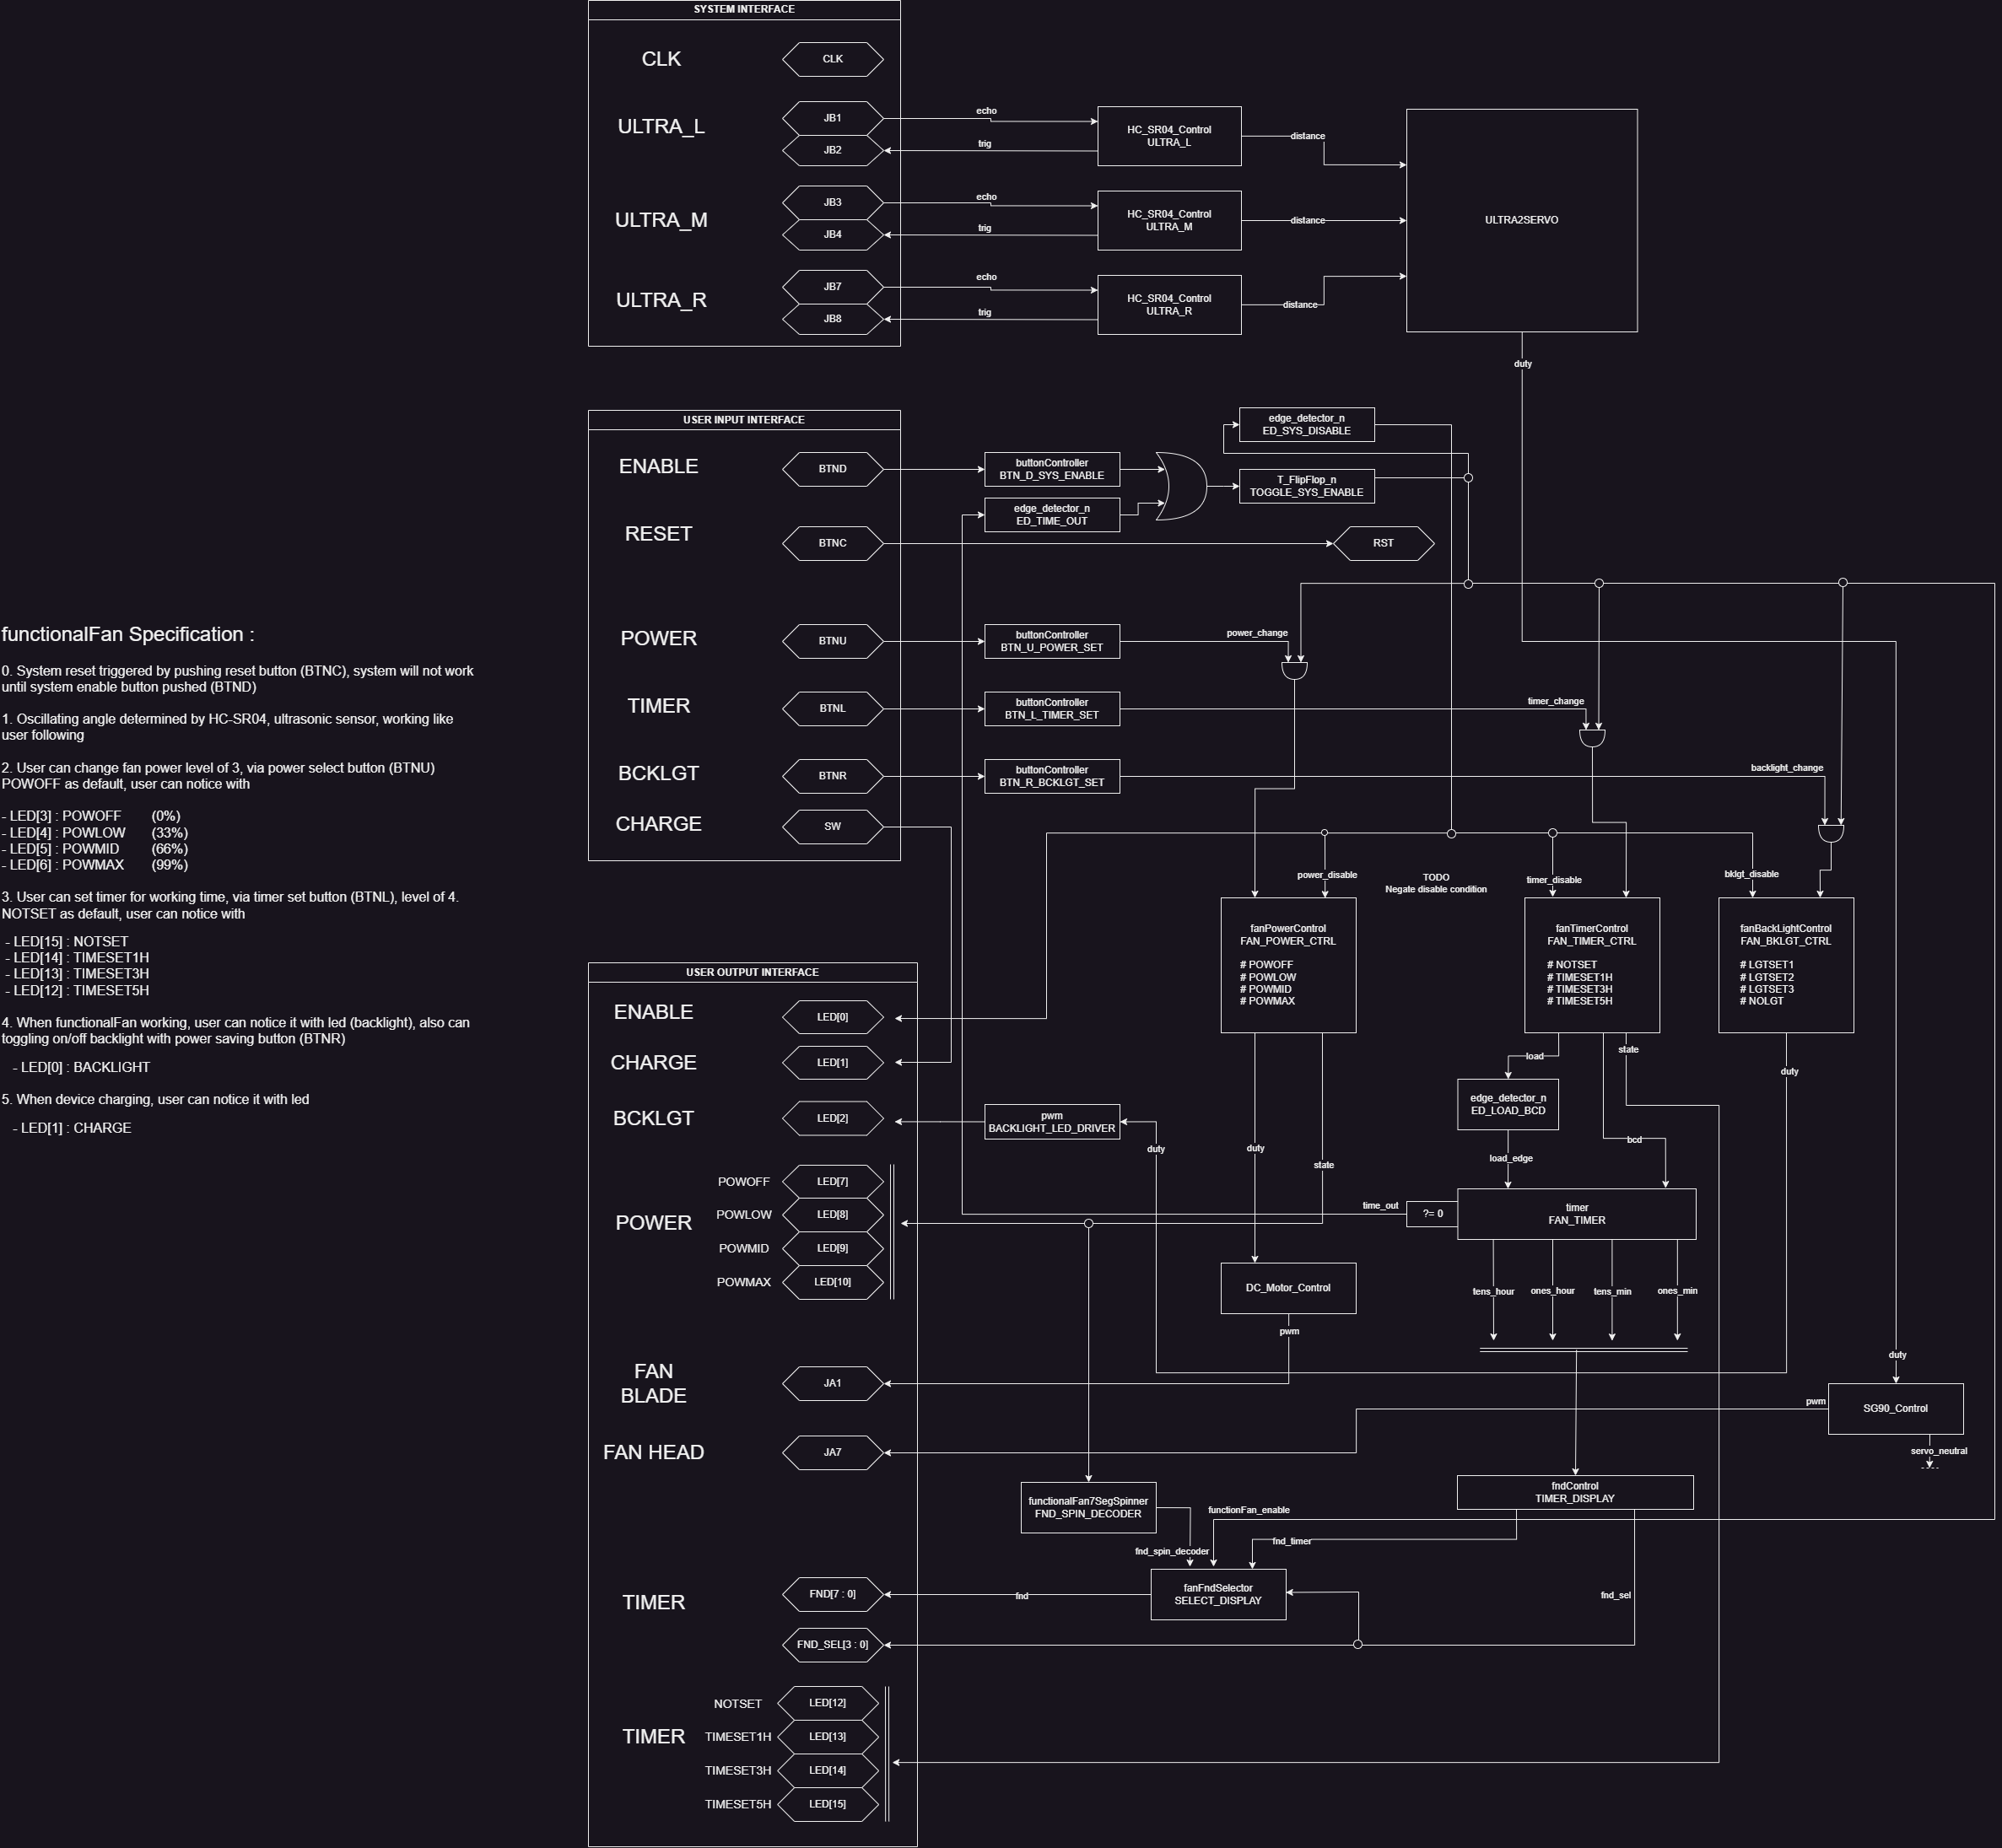 SYSTEM INTERFACE
CLK
CLK
ULTRA_L
JB1
JB2
echo
trig
HC_SR04_Control
ULTRA_L
distance
ULTRA_M
JB3
JB4
echo
trig
HC_SR04_Control
ULTRA_M
distance
ULTRA2SERVO
ULTRA_R
JB7
JB8
echo
trig
HC_SR04_Control
ULTRA_R
distance
duty
USER INPUT INTERFACE
ENABLE
BTND
buttonController
BTN_D_SYS_ENABLE
edge_detector_n
ED_TIME_OUT
edge_detector_n
ED_SYS_DISABLE
T_FlipFlop_n
TOGGLE_SYS_ENABLE
RESET
BTNC
RST
POWER
BTNU
buttonController
BTN_U_POWER_SET
power_change
TIMER
BTNL
buttonController
BTN_L_TIMER_SET
timer_change
BCKLGT
BTNR
buttonController
BTN_R_BCKLGT_SET
backlight_change
CHARGE
SW
functionalFan Specification :
0. System reset triggered by pushing reset button (BTNC), system will not work
until system enable button pushed (BTND)
1. Oscillating angle determined by HC-SR04, ultrasonic sensor, working like
user following
2. User can change fan power level of 3, via power select button (BTNU)
POWOFF as default, user can notice with
- LED[3] : POWOFF (0%)
- LED[4] : POWLOW (33%)
- LED[5] : POWMID (66%)
- LED[6] : POWMAX (99%)
3. User can set timer for working time, via timer set button (BTNL), level of 4.
NOTSET as default, user can notice with
- LED[15] : NOTSET
- LED[14] : TIMESET1H
- LED[13] : TIMESET3H
- LED[12] : TIMESET5H
4. When functionalFan working, user can notice it with led (backlight), also can
toggling on/off backlight with power saving button (BTNR)
- LED[0] : BACKLIGHT
5. When device charging, user can notice it with led
- LED[1] : CHARGE
power_disable
TODO
Negate disable condition
timer_disable
bklgt_disable
fanPowerControl
FAN_POWER_CTRL
# POWOFF
# POWLOW
# POWMID
# POWMAX
fanTimerControl
FAN_TIMER_CTRL
# NOTSET
# TIMESET1H
# TIMESET3H
# TIMESET5H
fanBackLightControl
FAN_BKLGT_CTRL
# LGTSET1
# LGTSET2
# LGTSET3
# NOLGT
USER OUTPUT INTERFACE
ENABLE
LED[0]
CHARGE
LED[1]
BCKLGT
LED[2]
pwm
BACKLIGHT_LED_DRIVER
duty
duty
state
load
state
duty
edge_detector_n
ED_LOAD_BCD
bcd
load_edge
POWER
POWOFF
LED[7]
POWLOW
LED[8]
POWMID
LED[9]
POWMAX
LED[10]
time_out
?= 0
timer
FAN_TIMER
DC_Motor_Control
pwm
tens_hour
ones_hour
tens_min
ones_min
FAN
BLADE
JA1
duty
FAN HEAD
JA7
pwm
SG90_Control
servo_neutral
functionalFan7SegSpinner
FND_SPIN_DECODER
fndControl
TIMER_DISPLAY
functionFan_enable
fnd_spin_decoder
fnd_timer
TIMER
FND[7 : 0]
fnd
fanFndSelector
SELECT_DISPLAY
fnd_sel
FND_SEL[3 : 0]
TIMER
NOTSET
LED[12]
TIMESET1H
LED[13]
TIMESET3H
LED[14]
TIMESET5H
LED[15]